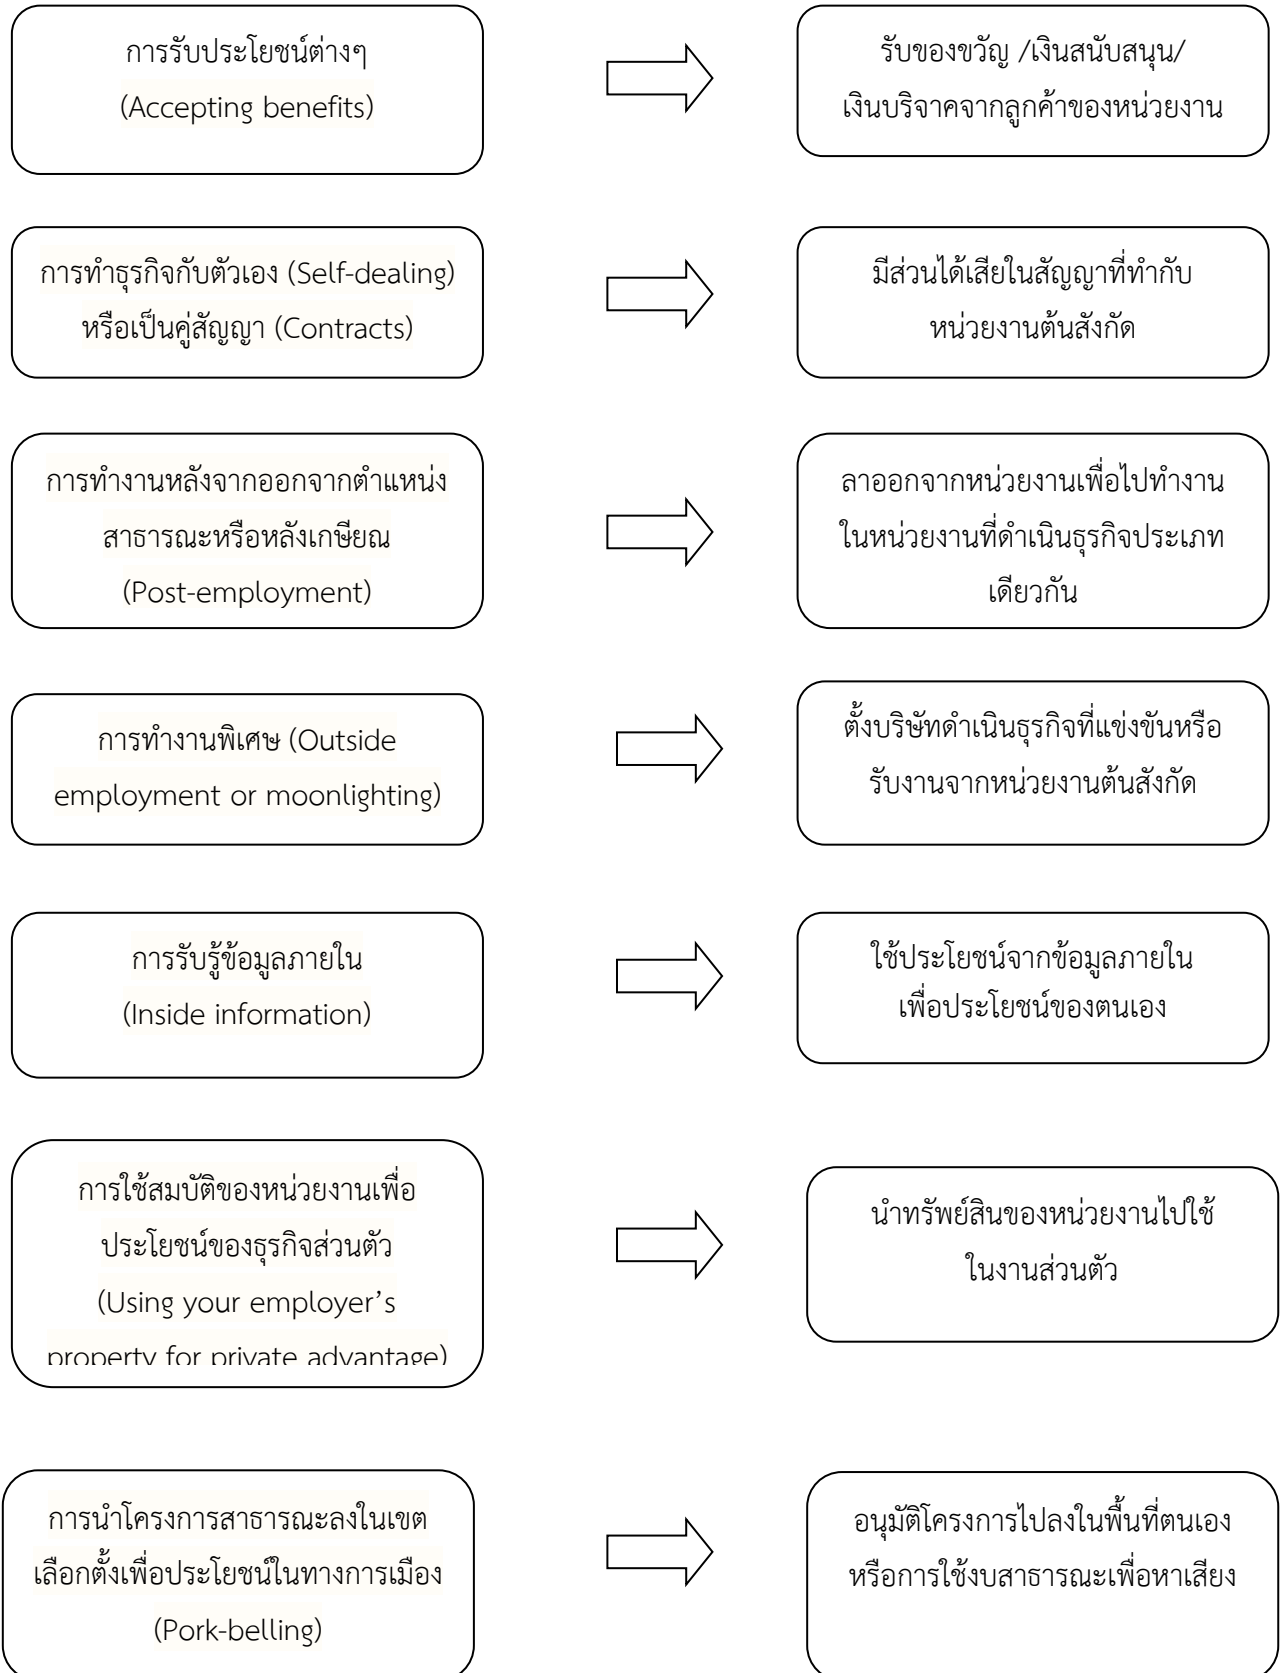 การรับประโยชน์ต่างๆ
(Accepting benefits)
รับของขวัญ /เงินสนับสนุน/
เงินบริจาคจากลูกค้าของหน่วยงาน
การทำธุรกิจกับตัวเอง (Self-dealing)
หรือเป็นคู่สัญญา (Contracts)
มีส่วนได้เสียในสัญญาที่ทำกับ
หน่วยงานต้นสังกัด
การทำงานหลังจากออกจากตำแหน่ง
สาธารณะหรือหลังเกษียณ
(Post-employment)
ลาออกจากหน่วยงานเพื่อไปทำงาน
ในหน่วยงานที่ดำเนินธุรกิจประเภท
เดียวกัน
การทำงานพิเศษ (Outside
employment or moonlighting)
ตั้งบริษัทดำเนินธุรกิจที่แข่งขันหรือ
รับงานจากหน่วยงานต้นสังกัด
การรับรู้ข้อมูลภายใน
(Inside information)
ใช้ประโยชน์จากข้อมูลภายใน
เพื่อประโยชน์ของตนเอง
การใช้สมบัติของหน่วยงานเพื่อ
ประโยชน์ของธุรกิจส่วนตัว
(Using your employer’s
property for private advantage)
นำทรัพย์สินของหน่วยงานไปใช้
ในงานส่วนตัว
การนำโครงการสาธารณะลงในเขต
เลือกตั้งเพื่อประโยชน์ในทางการเมือง
(Pork-belling)
อนุมัติโครงการไปลงในพื้นที่ตนเอง
หรือการใช้งบสาธารณะเพื่อหาเสียง